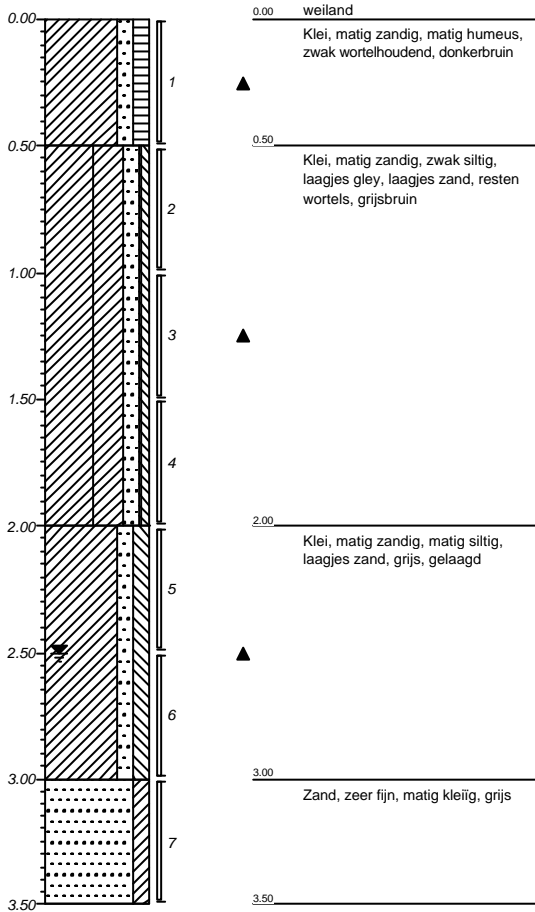 0.00
0.00
weiland
Klei, matig zandig, matig humeus,
zwak wortelhoudend, donkerbruin
1
0.50
0.50
Klei, matig zandig, zwak siltig,
laagjes gley, laagjes zand, resten
wortels, grijsbruin
2
1.00
3
1.50
4
2.00
2.00
Klei, matig zandig, matig siltig,
laagjes zand, grijs, gelaagd
5
2.50
6
3.00
3.00
Zand, zeer fijn, matig kleiïg, grijs
7
3.50
3.50